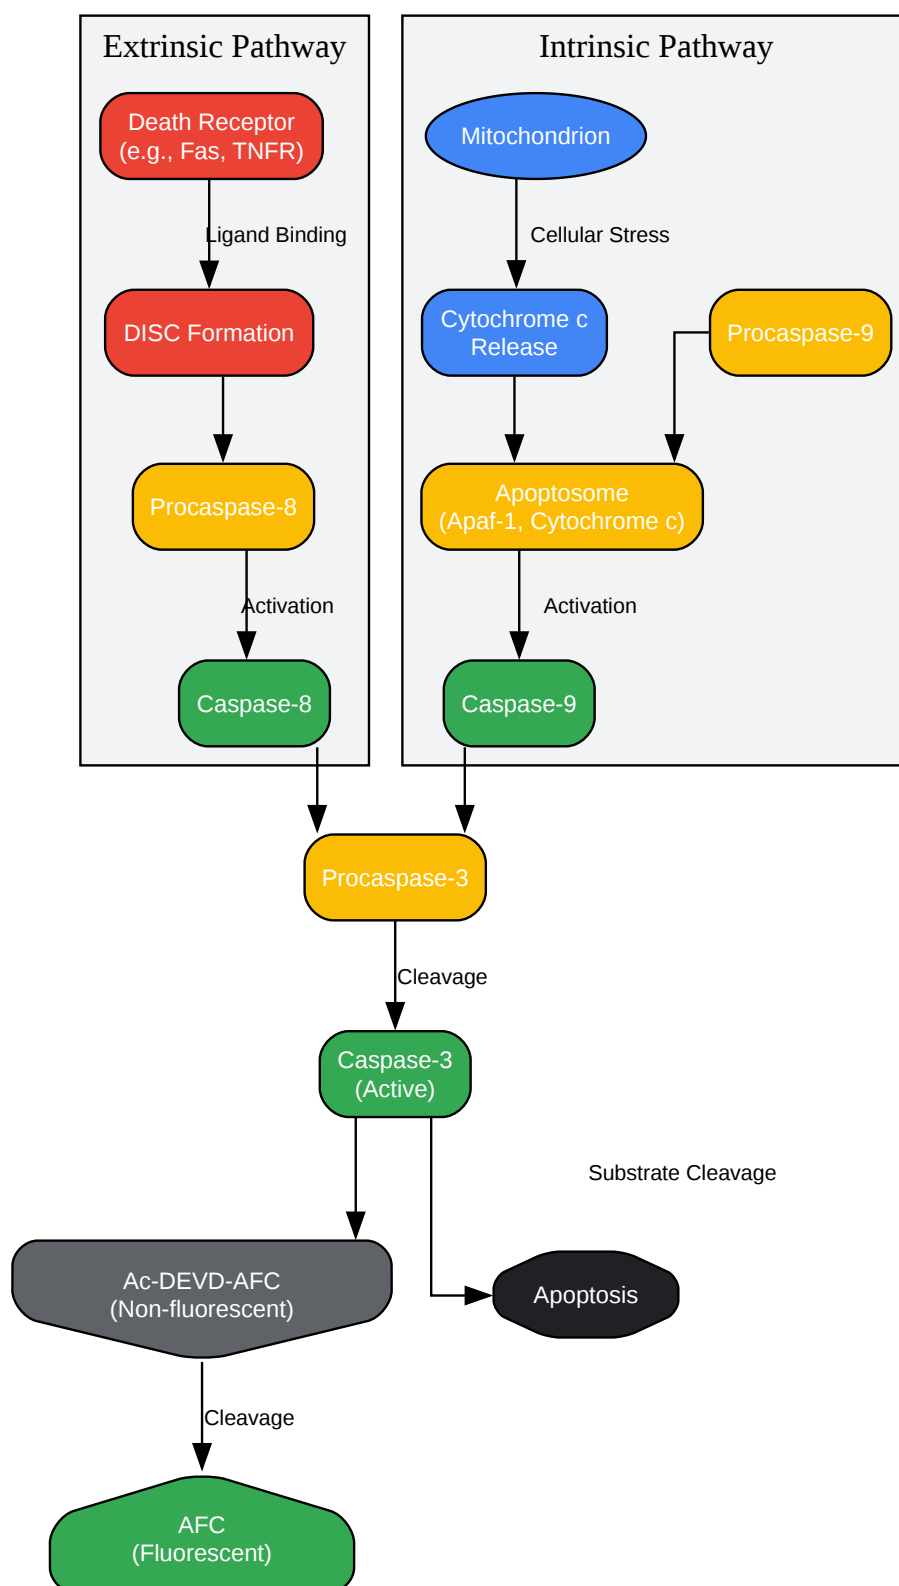 Extrinsic Pathway
Death Receptor
(e.g., Fas, TNFR)
Ligand Binding
DISC Formation
Procaspase-8
Activation
Caspase-8
Intrinsic Pathway
Mitochondrion
Cellular Stress
Cytochrome c
Release
Procaspase-9
Apoptosome
(Apaf-1, Cytochrome c)
Activation
Caspase-9
Procaspase-3
Cleavage
Caspase-3
(Active)
Substrate Cleavage
Ac-DEVD-AFC
(Non-fluorescent)
Apoptosis
Cleavage
AFC
(Fluorescent)